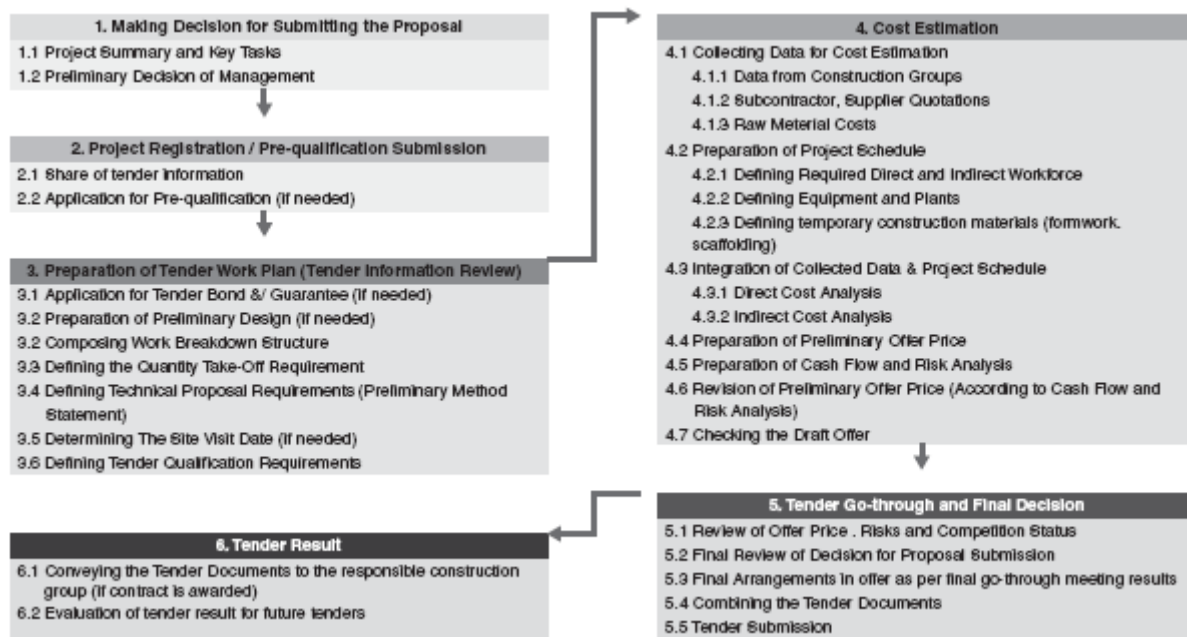 1. Making Decision for Submitting the Proposal
1.1 Project Summary and Key Tasks
1.2 Preliminary Decision of Management
2. Project Registration / Pre-qualification Submission
2.1 Share of tender information
2.2 Application for Pre-qualification (if needed)
3. Preparation of Tender Work Plan (Tender Information Review)
3.1 Application for Tender Bond &/ Guarantee (if needed)
3.2 Preparation of Preliminary Design (if needed)
3.2 Composing Work Breakdown Structure
3.3 Defining the Quantity Take-Off Requirement
3.4 Defining Technical Proposal Requirements (Preliminary Method
Statement)
3.5 Determining The Site Visit Date (if needed)
3.6 Defining Tender Qualification Requirements
4. Cost Estimation
4.1 Collecting Data for Cost Estimation
4.1.1 Data from Construction Groups
4.1.2 Subcontractor, Supplier Quotations
4.1.3 Raw Meterial Costs
4.2 Preparation of Project Schedule
4.2.1 Defining Required Direct and Indirect Workforce
4.2.2 Defining Equipment and Plants
4.2.3 Defining temporary construction materials (formwork.
scaffolding)
4.3 Integration of Collected Data & Project Schedule
4.3.1 Direct Cost Analysis
4.3.2 Indirect Cost Analysis
4.4 Preparation of Preliminary Offer Price
4.5 Preparation of Cash Flow and Risk Analysis
4.6 Revision of Preliminary Offer Price (According to Cash Flow and
Risk Analysis)
4.7 Checking the Draft Offer
5. Tender Go-through and Final Decision
5.1 Review of Offer Price . Risks and Competition Status
5.2 Final Review of Decision for Proposal Submission
5.3 Final Arrangements in offer as per final go-through meeting results
5.4 Combining the Tender Documents
5.5 Tender Submission
6. Tender Result
6.1 Conveying the Tender Documents to the responsible construction
group (if contract is awarded)
6.2 Evaluation of tender result for future tenders